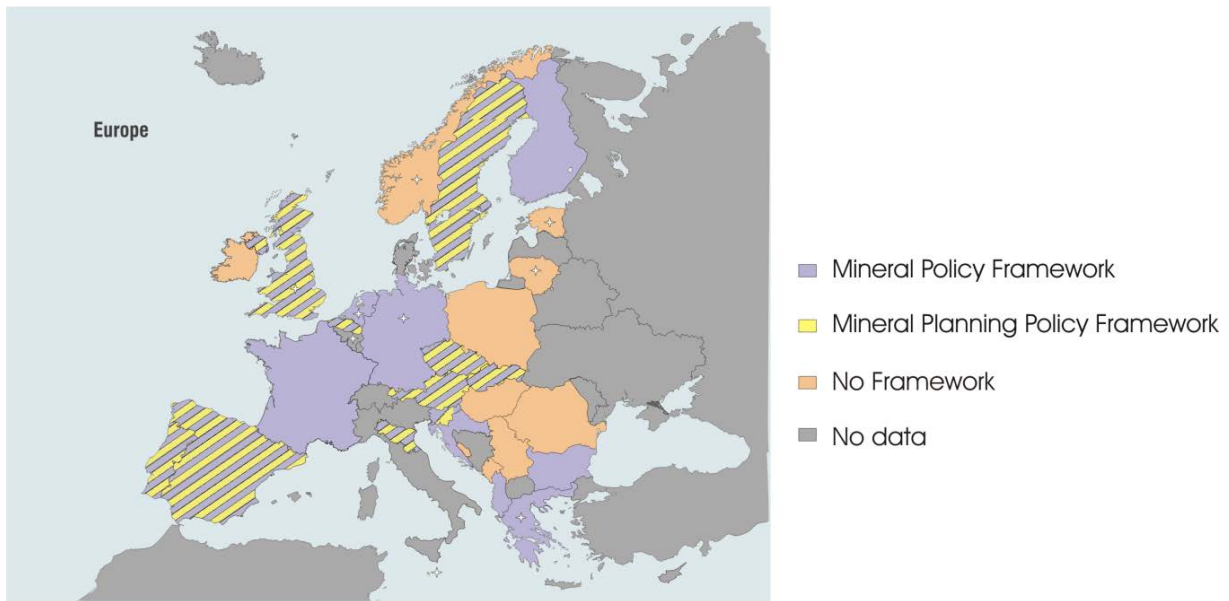 Europe
Mineral Policy Framework
Mineral Planning Policy Framework
No Framework
No data